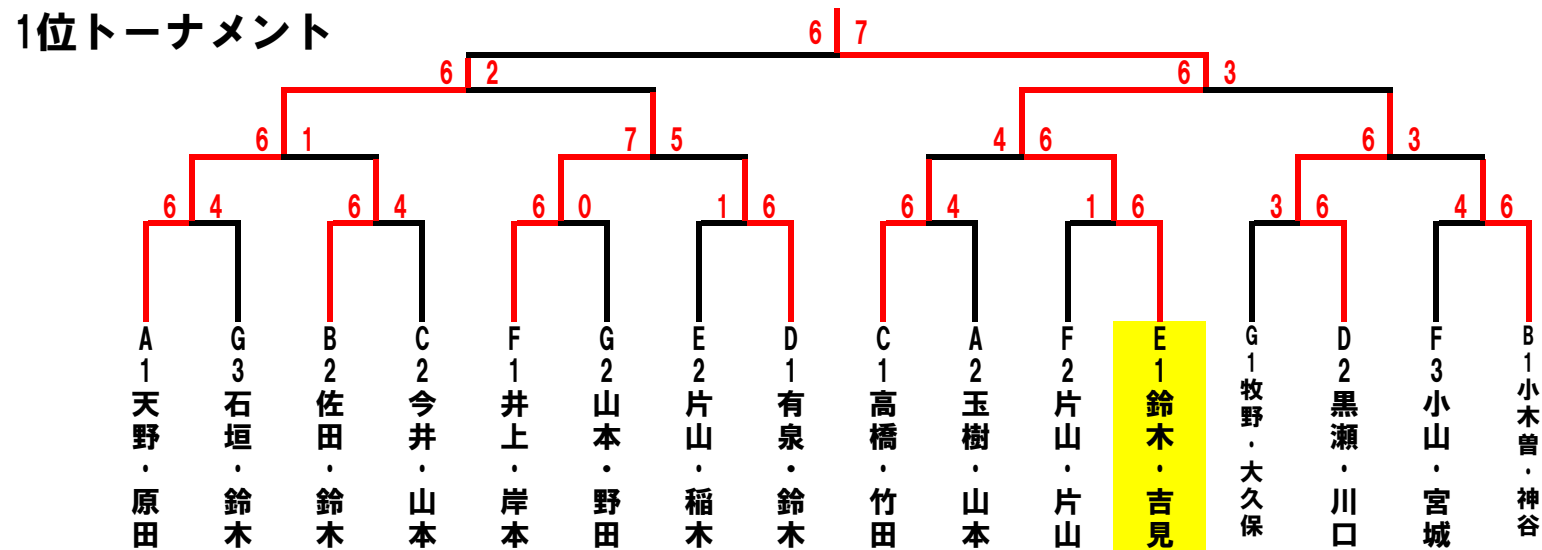 1位トーナメント
6 7
6 2
6 3
6 1
7 5
4 6
6 3
6 4
6 4
6 0
1 6
6 4
1 6
3 6
4 6
A1天野・原田
G3石垣・鈴木
B2佐田・鈴木
C2今井・山本
F1井上・岸本
G2山本・野田
E2片山・稲木
D1有泉・鈴木
C1高橋・竹田
A2玉樹・山本
F2片山・片山
E1鈴木・吉見
G1牧野・大久保
D2黒瀬・川口
F3小山・宮城
B1小木曽・神谷